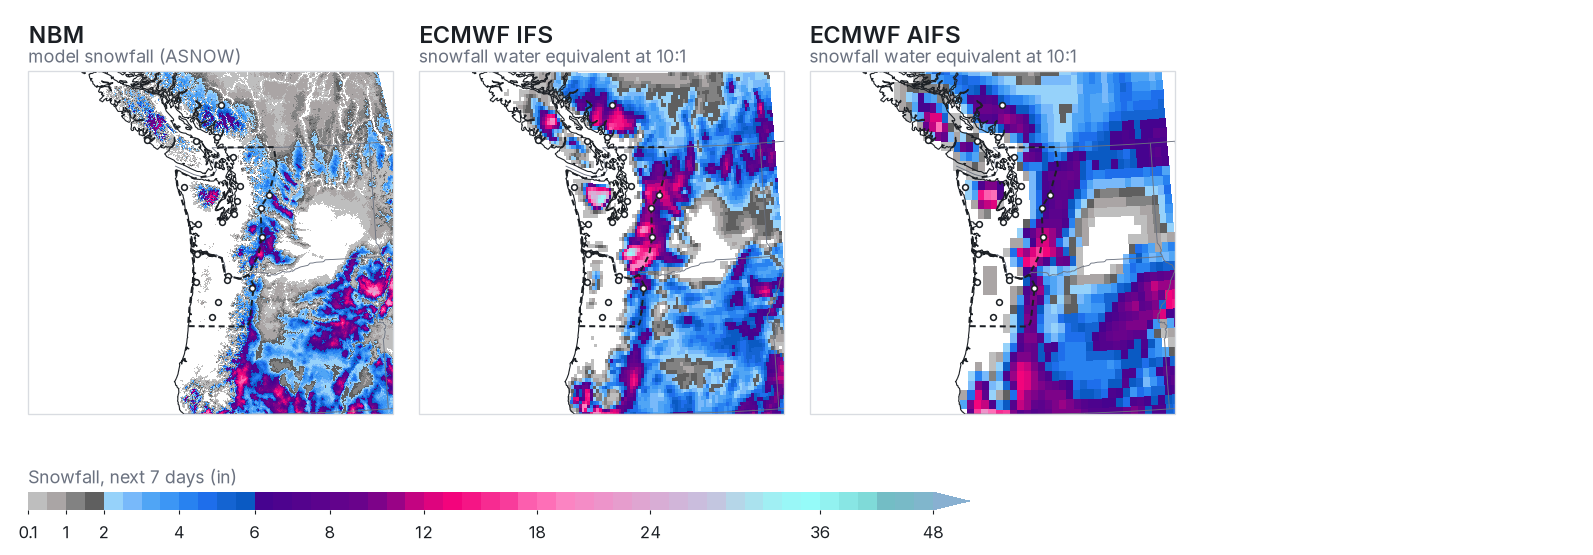 NBM
model snowfall (ASNOW)
ECMWF IFS
snowfall water equivalent at 10:1
ECMWF AIFS
snowfall water equivalent at 10:1
Snowfall, next 7 days (in)
0.1 1 2 4 6 8 12 18 24 36 48